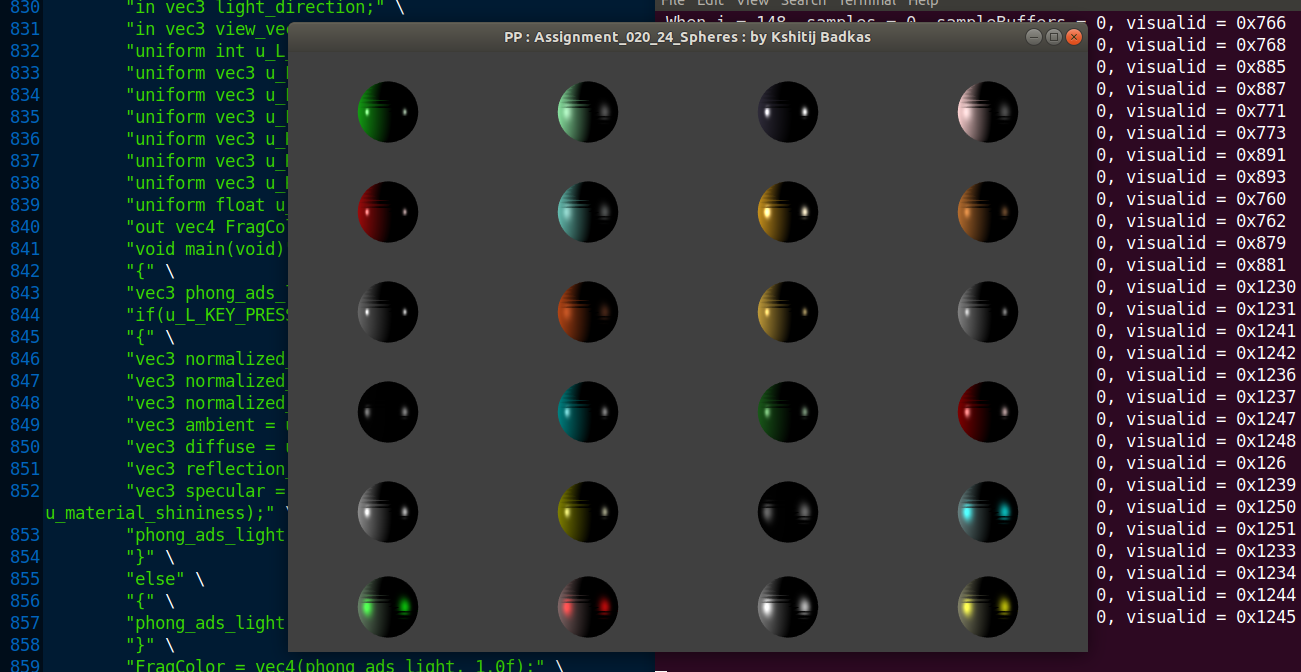 830 "in vec3 light_direction;" \
831 "in vec3 view_vec
832 "uniform int u_L_
833 "uniform vec3 u_
834 "uniform vec3 u_
835 "uniform vec3 u_
836 "uniform vec3 u_
837 "uniform vec3 u_
838 "uniform vec3 u_
839 "uniform float u_
840 "out vec4 FragCo
841 "void main(void)
842 "{" \
843 "vec3 phong_ads_
844 "if(u_L_KEY_PRES
845 "{" \
846 "vec3 normalized_
847 "vec3 normalized_
848 "vec3 normalized_
849 "vec3 ambient = u
850 "vec3 diffuse = u
851 "vec3 reflection_
852 "vec3 specular =
u_material_shininess);" \
853 "phong_ads_light
854 "}" \
855 "else" \
856 "{" \
857 "phong_ads_light
858 "}" \
859 "FragColor = vec4(phong_ads_light, 1.0f);" \
PP : Assignment_020_24_Spheres : by Kshitij Badkas
File Edit View Search Terminal Help
When i = 148, samples = 0, sampleBuffers = 0, visualid = 0x766
0, visualid = 0x768
0, visualid = 0x885
0, visualid = 0x887
0, visualid = 0x771
0, visualid = 0x773
0, visualid = 0x891
0, visualid = 0x893
0, visualid = 0x760
0, visualid = 0x762
0, visualid = 0x879
0, visualid = 0x881
0, visualid = 0x1230
0, visualid = 0x1231
0, visualid = 0x1241
0, visualid = 0x1242
0, visualid = 0x1236
0, visualid = 0x1237
0, visualid = 0x1247
0, visualid = 0x1248
0, visualid = 0x126
0, visualid = 0x1239
0, visualid = 0x1250
0, visualid = 0x1251
0, visualid = 0x1233
0, visualid = 0x1234
0, visualid = 0x1244
0, visualid = 0x1245